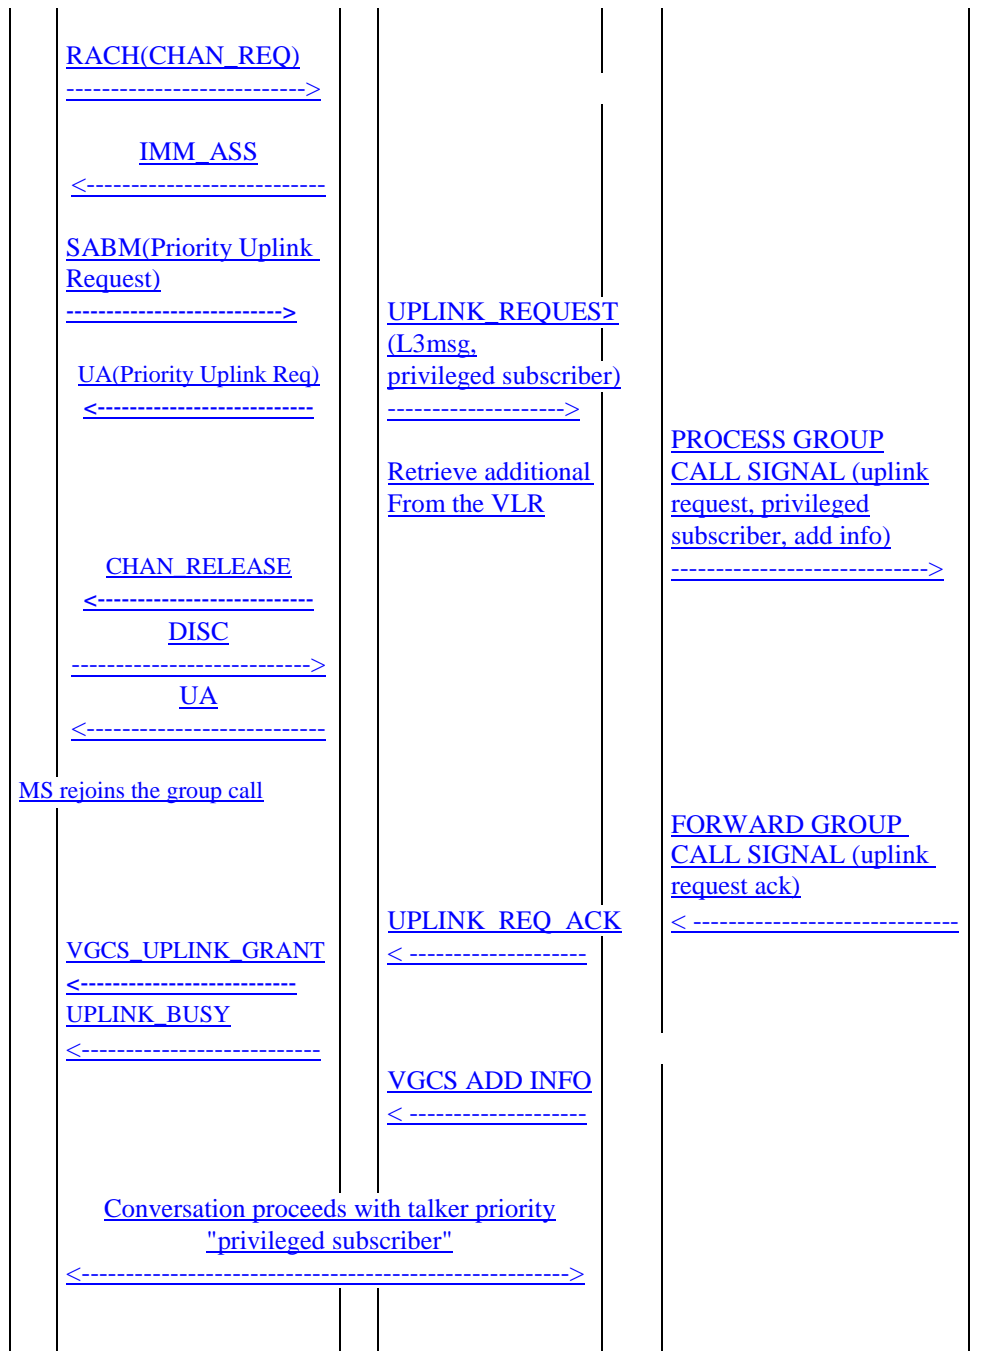 RACH(CHAN_REQ)
--------------------------->
IMM_ASS
<---------------------------
SABM(Priority Uplink
Request)
--------------------------->
UPLINK_REQUEST
(L3msg,
privileged subscriber)
-------------------->
UA(Priority Uplink Req)
<---------------------------
PROCESS GROUP
CALL SIGNAL (uplink
request, privileged
subscriber, add info)
----------------------------->
Retrieve additional
From the VLR
CHAN_RELEASE
<---------------------------
DISC
--------------------------->
UA
<---------------------------
MS rejoins the group call
FORWARD GROUP
CALL SIGNAL (uplink
request ack)
< ------------------------------
UPLINK_REQ_ACK
< --------------------
VGCS_UPLINK_GRANT
<---------------------------
UPLINK_BUSY
<---------------------------
VGCS ADD INFO
< --------------------
Conversation proceeds with talker priority
"privileged subscriber"
<------------------------------------------------------->